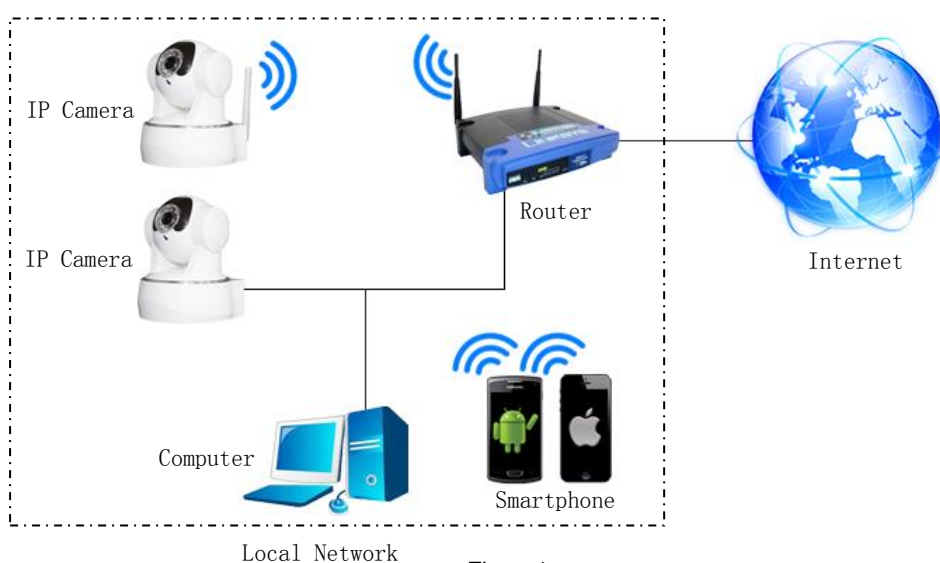 IP Camera
Router
IP Camera
Internet
Computer
Smartphone
Local Network